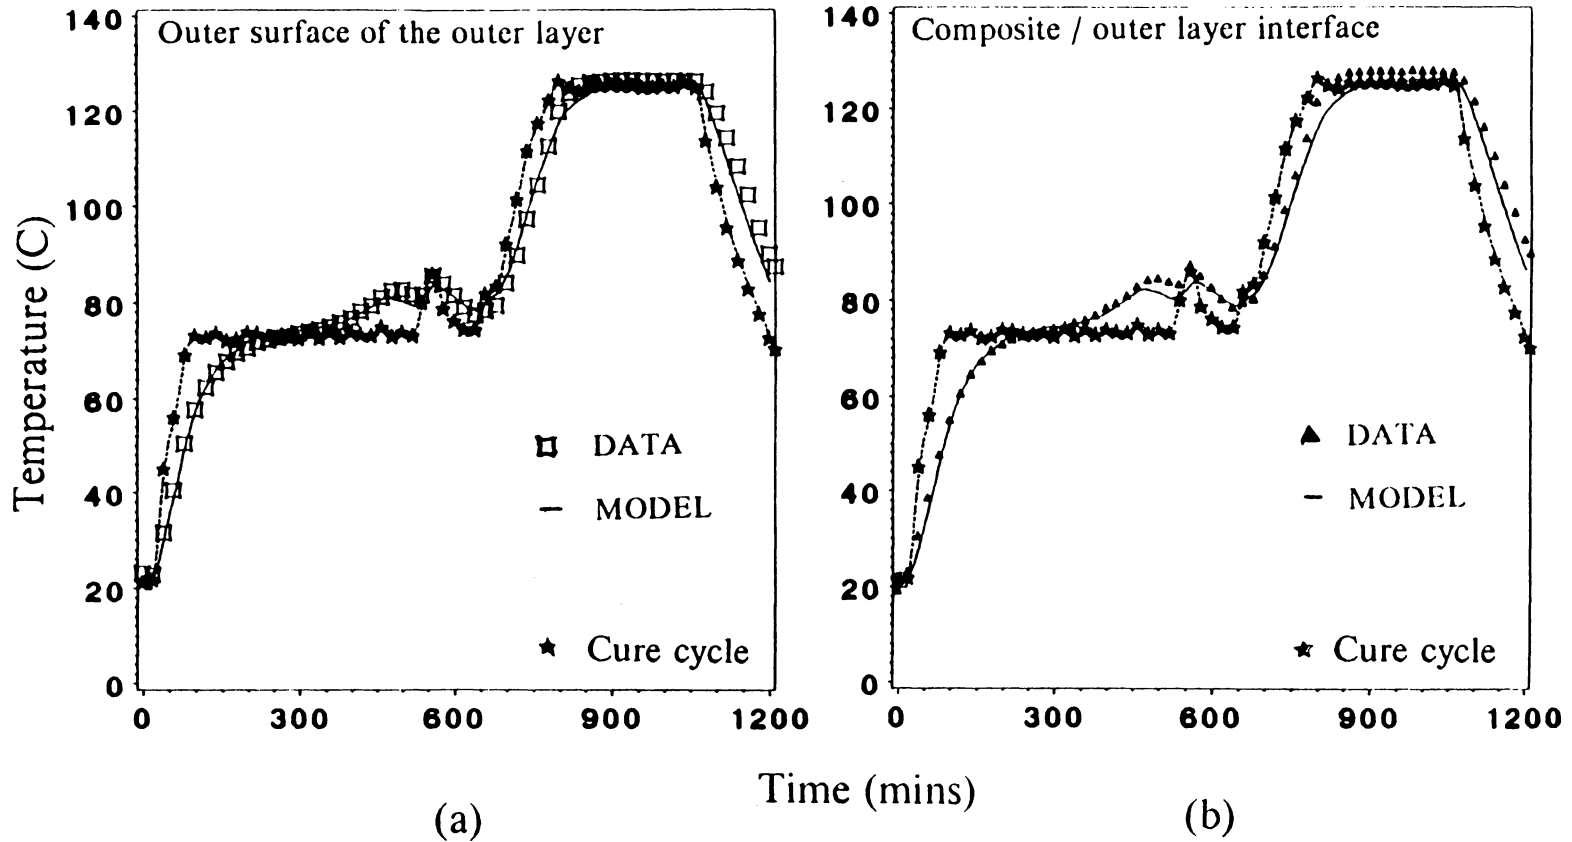 Outer surface of the outer layer
140
120
100
80
60
40
20
0
0 300 600 900 1200
DATA
MODEL
Cure cycle
Temperature (C)
(a)
Composite / outer layer interface
140
120
100
80
60
40
20
0
0 300 600 900 1200
DATA
MODEL
Cure cycle
Time (mins)
(b)